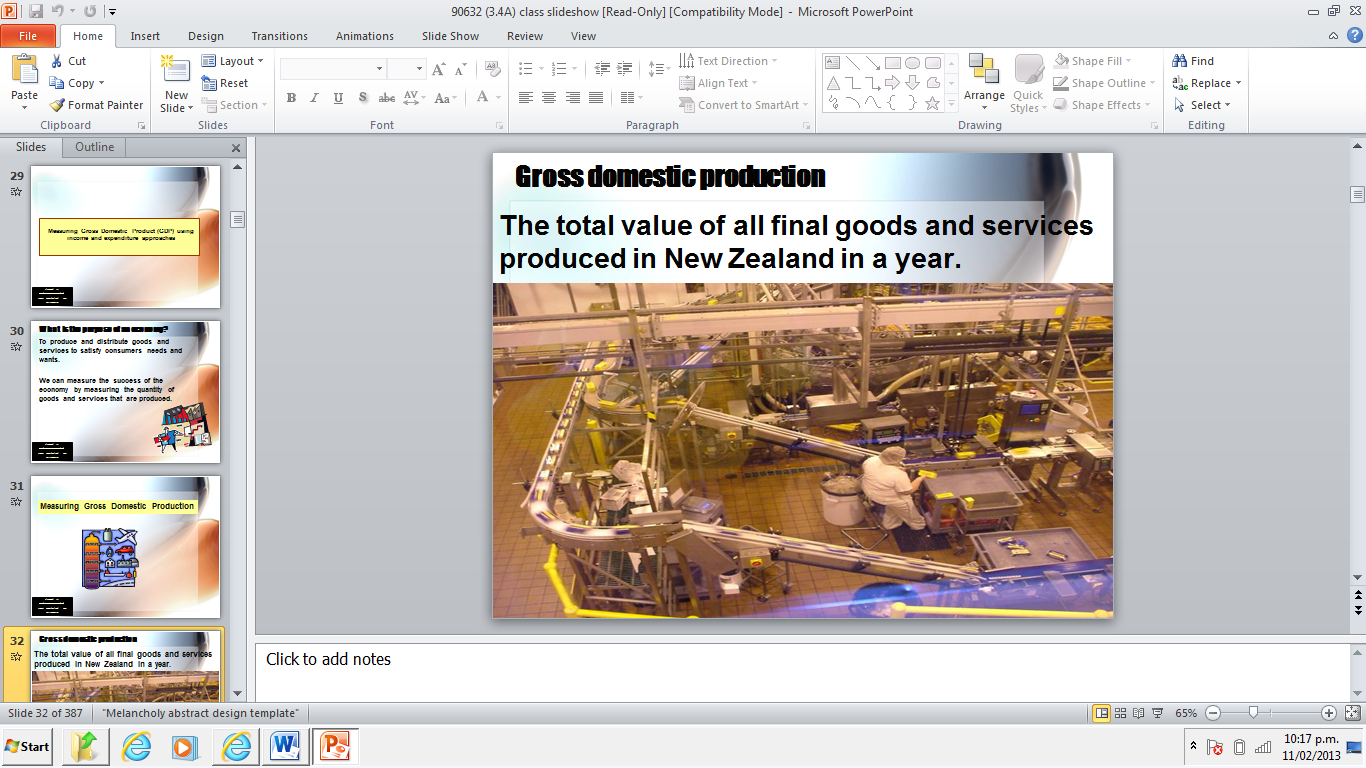 90632 (3.4A) class slideshow [Read-Only] [Compatibility Mode] - Microsoft PowerPoint
File Home Insert Design Transitions Animations Slide Show Review View
Paste
Cut
Copy
Format Painter
Clipboard
New Slide
Layout
Reset
Section
Slides
B I U S abc AV Aa A
Font
Text Direction
Align Text
Convert to SmartArt
Paragraph
Arrange
Quick Styles
Shape Fill
Shape Outline
Shape Effects
Drawing
Find
Replace
Select
Editing
Slides Outline
29
Measuring Gross Domestic Product (GDP) using
income and expenditure approaches
30
What is the purpose of an economy?
To produce and distribute goods and
services to satisfy consumers needs and
wants.
We can measure the success of the
economy by measuring the quantity of
goods and services that are produced.
31
Measuring Gross Domestic Production
32
Gross domestic production
The total value of all final goods and services
produced in New Zealand in a year.
Gross domestic production
The total value of all final goods and services
produced in New Zealand in a year.
Click to add notes
Slide 32 of 387 "Melancholy abstract design template" 65%
Start
10:17 p.m.
11/02/2013